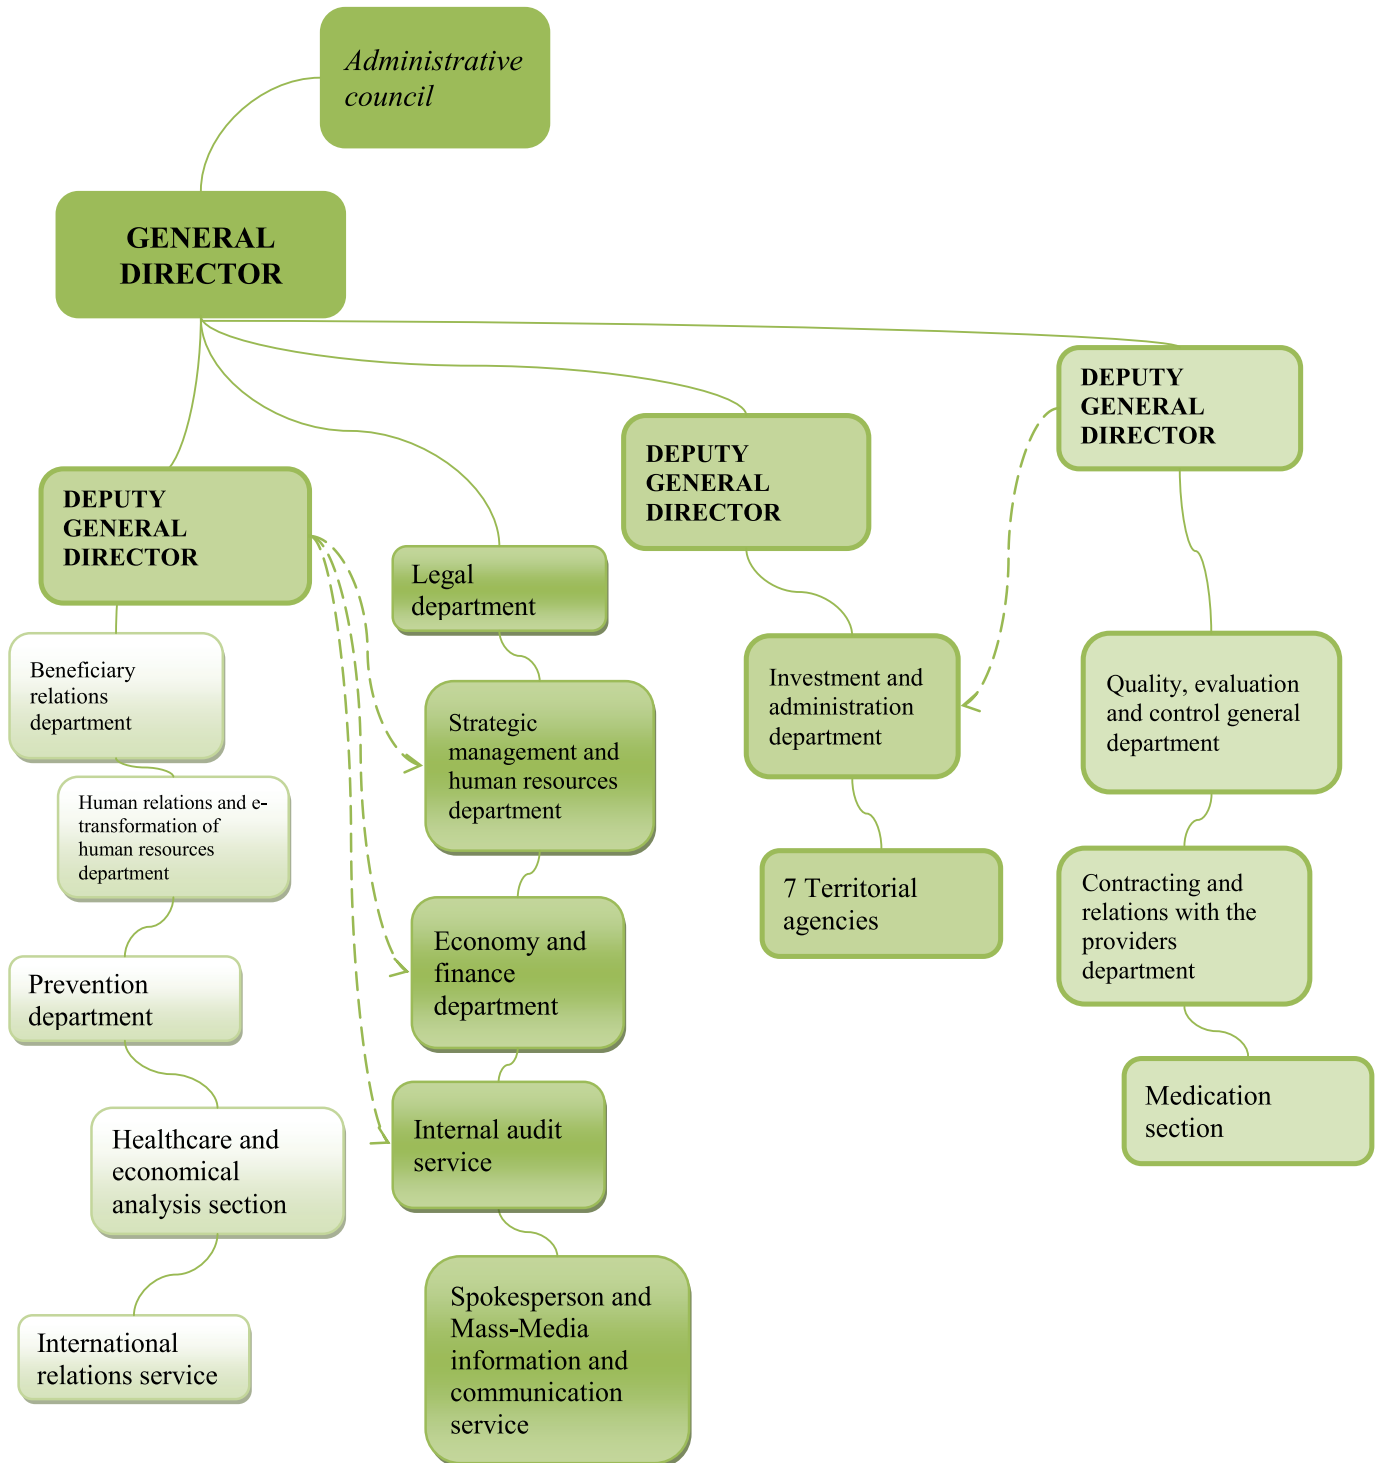 Administrative
council
GENERAL
DIRECTOR
DEPUTY
GENERAL
DIRECTOR
Beneficiary
relations
department
Human relations and e-
transformation of
human resources
department
Prevention
department
Healthcare and
economical
analysis section
International
relations service
Legal
department
Strategic
management and
human resources
department
Economy and
finance
department
Internal audit
service
Spokesperson and
Mass-Media
information and
communication
service
DEPUTY
GENERAL
DIRECTOR
Investment and
administration
department
7 Territorial
agencies
DEPUTY
GENERAL
DIRECTOR
Quality, evaluation
and control general
department
Contracting and
relations with the
providers
department
Medication
section